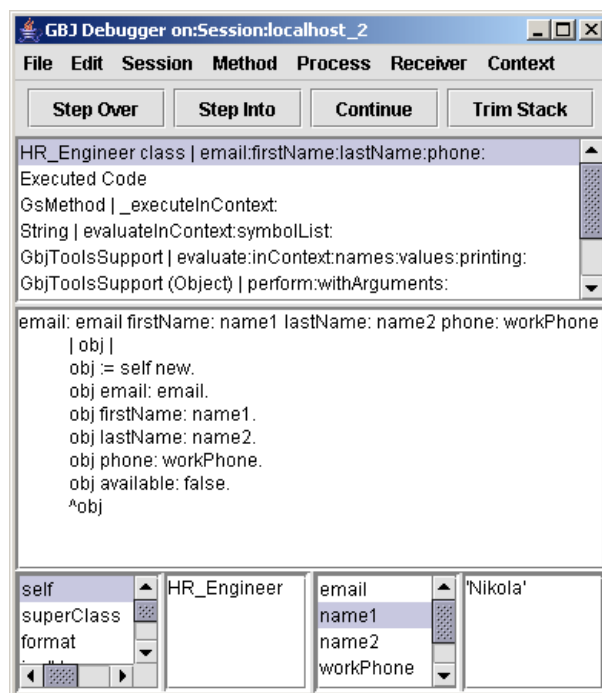 GBJ Debugger on:Session:localhost_2
File Edit Session Method Process Receiver Context
Step Over Step Into Continue Trim Stack
HR_Engineer class | email:firstName:lastName:phone:
Executed Code
GsMethod | _executeInContext:
String | evaluateInContext:symbolList:
GbjToolsSupport | evaluate:inContext:names:values:printing:
GbjToolsSupport (Object) | perform:withArguments:
email: email firstName: name1 lastName: name2 phone: workPhone
| obj |
obj := self new.
obj email: email.
obj firstName: name1.
obj lastName: name2.
obj phone: workPhone.
obj available: false.
^obj
self
superClass
format
HR_Engineer
email
name1
name2
workPhone
'Nikola'